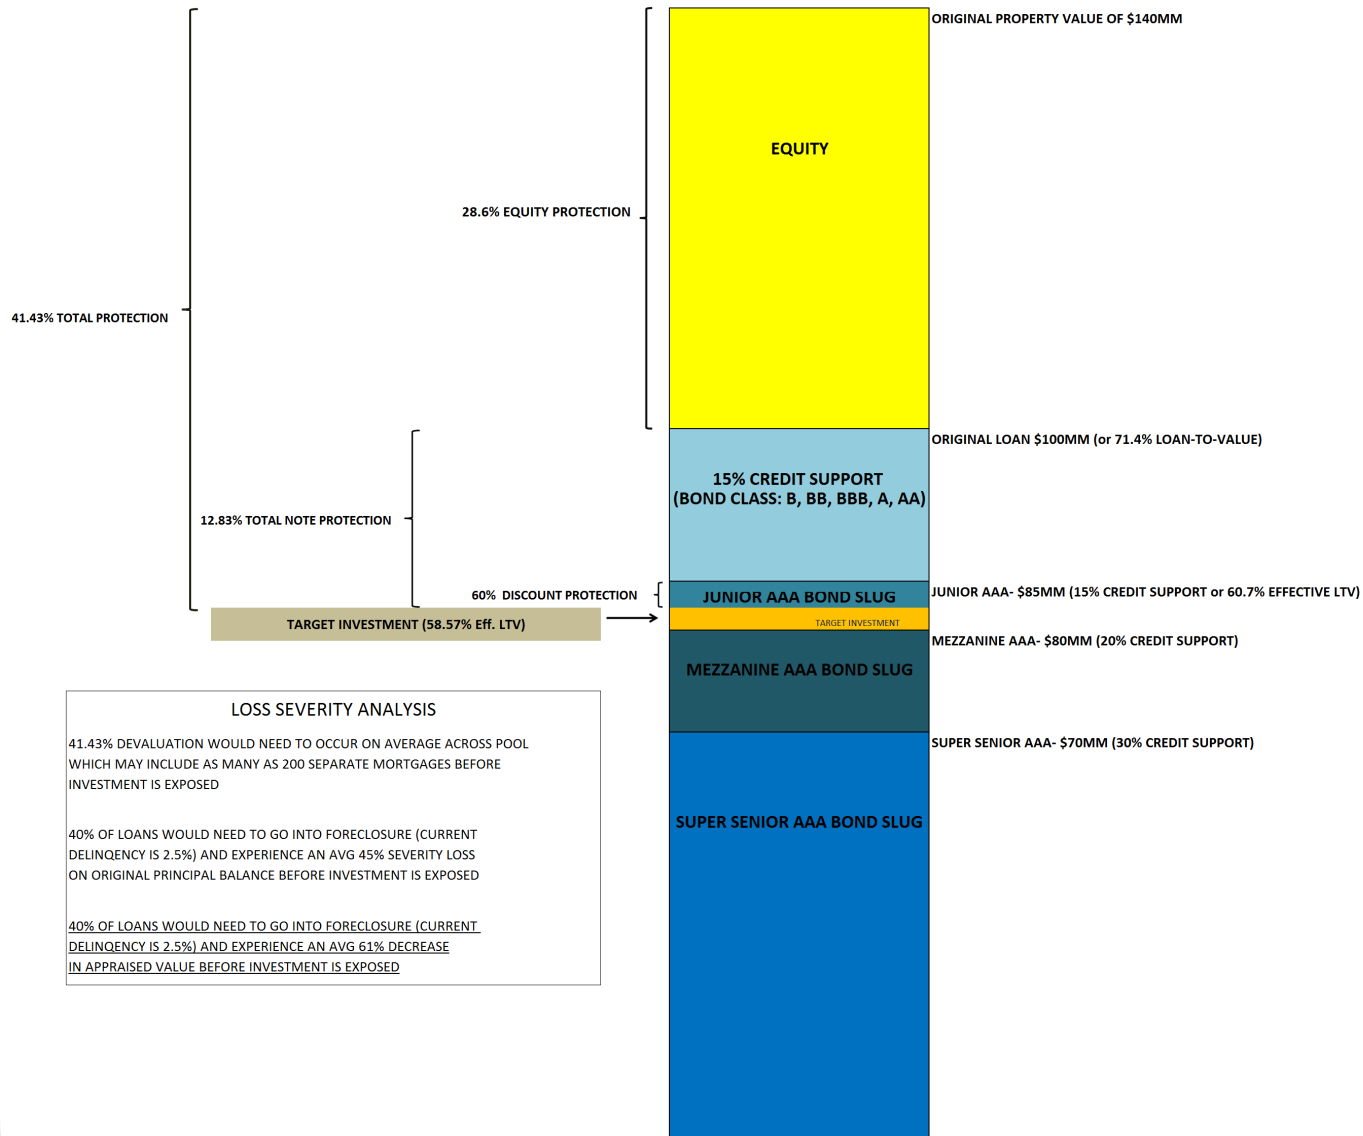 ORIGINAL PROPERTY VALUE OF $140MM
EQUITY
28.6% EQUITY PROTECTION
41.43% TOTAL PROTECTION
ORIGINAL LOAN $100MM (or 71.4% LOAN-TO-VALUE)
15% CREDIT SUPPORT
(BOND CLASS: B, BB, BBB, A, AA)
12.83% TOTAL NOTE PROTECTION
60% DISCOUNT PROTECTION
JUNIOR AAA BOND SLUG
JUNIOR AAA- $85MM (15% CREDIT SUPPORT or 60.7% EFFECTIVE LTV)
TARGET INVESTMENT (58.57% Eff. LTV)
TARGET INVESTMENT
MEZZANINE AAA- $80MM (20% CREDIT SUPPORT)
MEZZANINE AAA BOND SLUG
LOSS SEVERITY ANALYSIS
41.43% DEVALUATION WOULD NEED TO OCCUR ON AVERAGE ACROSS POOL
WHICH MAY INCLUDE AS MANY AS 200 SEPARATE MORTGAGES BEFORE
INVESTMENT IS EXPOSED
40% OF LOANS WOULD NEED TO GO INTO FORECLOSURE (CURRENT
DELINQENCY IS 2.5%) AND EXPERIENCE AN AVG 45% SEVERITY LOSS
ON ORIGINAL PRINCIPAL BALANCE BEFORE INVESTMENT IS EXPOSED
40% OF LOANS WOULD NEED TO GO INTO FORECLOSURE (CURRENT
DELINQENCY IS 2.5%) AND EXPERIENCE AN AVG 61% DECREASE
IN APPRAISED VALUE BEFORE INVESTMENT IS EXPOSED
SUPER SENIOR AAA- $70MM (30% CREDIT SUPPORT)
SUPER SENIOR AAA BOND SLUG